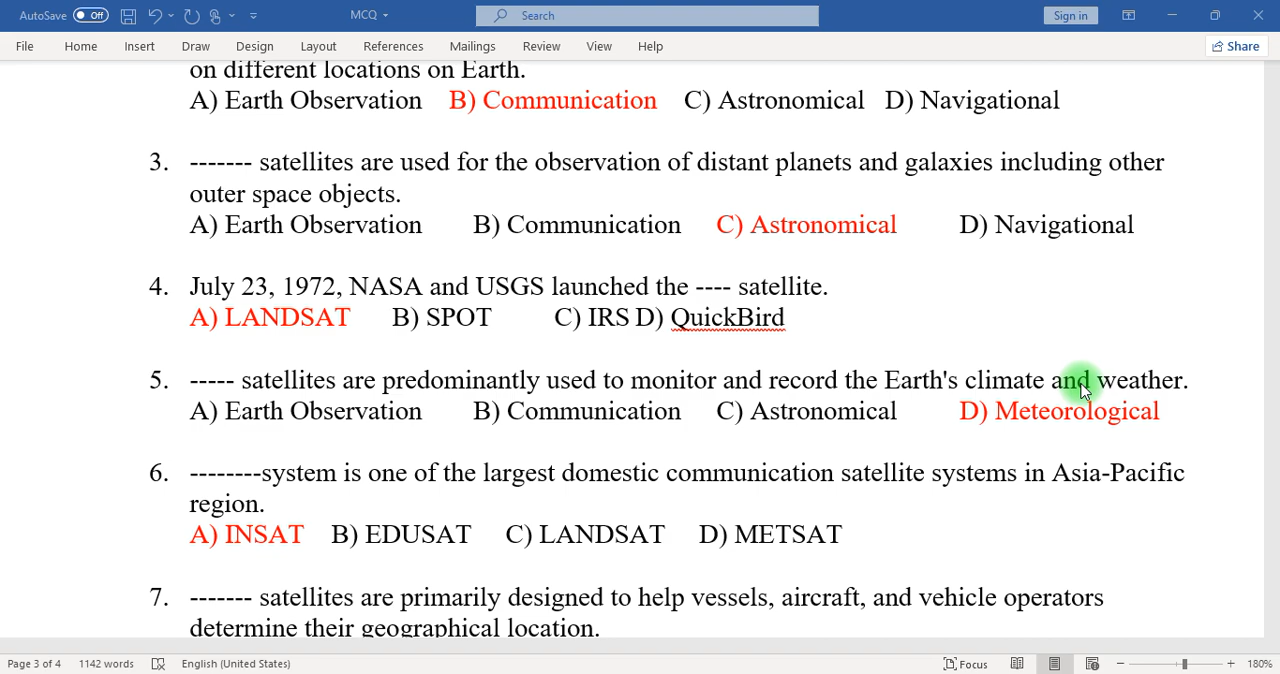 AutoSave Off MCQ Search Sign in
File Home Insert Draw Design Layout References Mailings Review View Help Share
on different locations on Earth.
A) Earth Observation B) Communication C) Astronomical D) Navigational
3. ------- satellites are used for the observation of distant planets and galaxies including other
outer space objects.
A) Earth Observation B) Communication C) Astronomical D) Navigational
4. July 23, 1972, NASA and USGS launched the ---- satellite.
A) LANDSAT B) SPOT C) IRS D) QuickBird
5. ----- satellites are predominantly used to monitor and record the Earth's climate and weather.
A) Earth Observation B) Communication C) Astronomical D) Meteorological
6. --------system is one of the largest domestic communication satellite systems in Asia-Pacific
region.
A) INSAT B) EDUSAT C) LANDSAT D) METSAT
7. ------- satellites are primarily designed to help vessels, aircraft, and vehicle operators
determine their geographical location.
Page 3 of 4 1142 words English (United States) Focus 180%